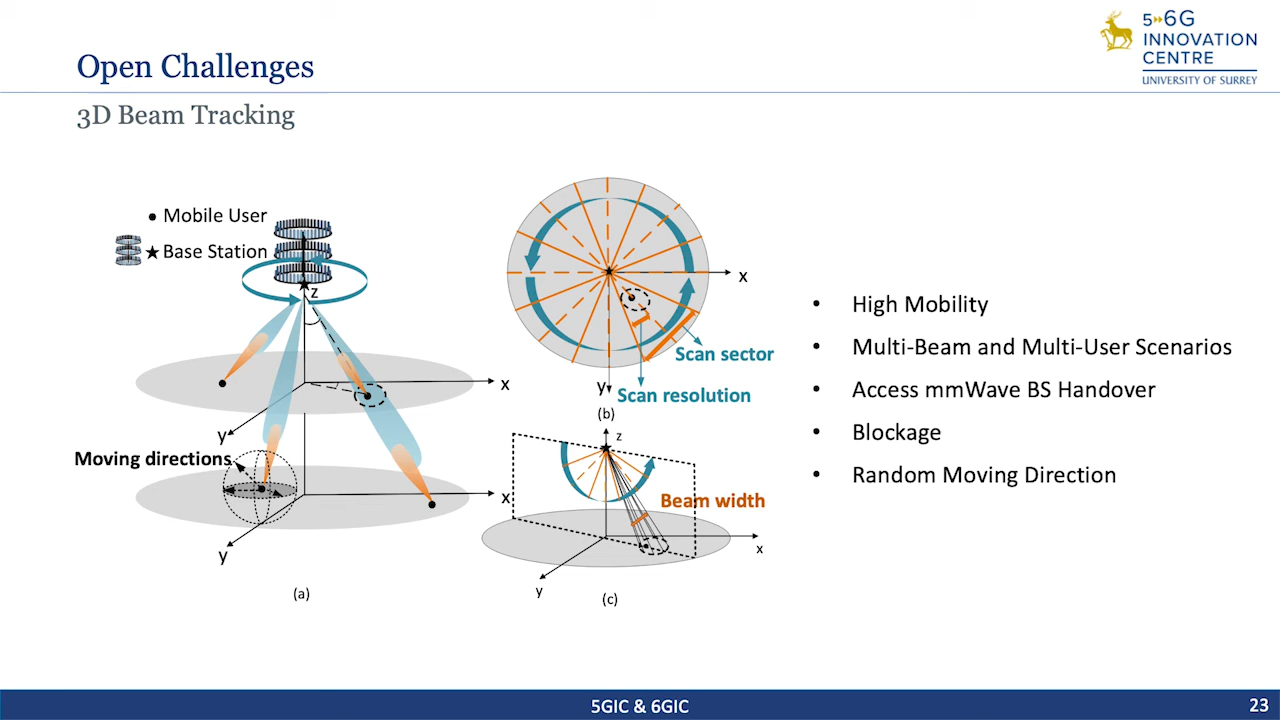 5G INNOVATION CENTRE
UNIVERSITY OF SURREY
Open Challenges
3D Beam Tracking
Mobile User
Base Station
z
x
y
Moving directions
x
y
(a)
x
Scan sector
y
Scan resolution
(b)
z
Beam width
x
y
(c)
• High Mobility
• Multi-Beam and Multi-User Scenarios
• Access mmWave BS Handover
• Blockage
• Random Moving Direction
5GIC & 6GIC
23